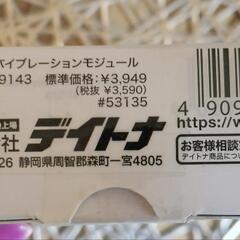 バイブレーションモジュール
9143 標準価格：￥3,949
（税抜 ￥3,590）
#53135
上場
社 デイトナ
26 静岡県周智郡森町一宮4805
4 909
https://w
お客様相談
デイトナ商品につい